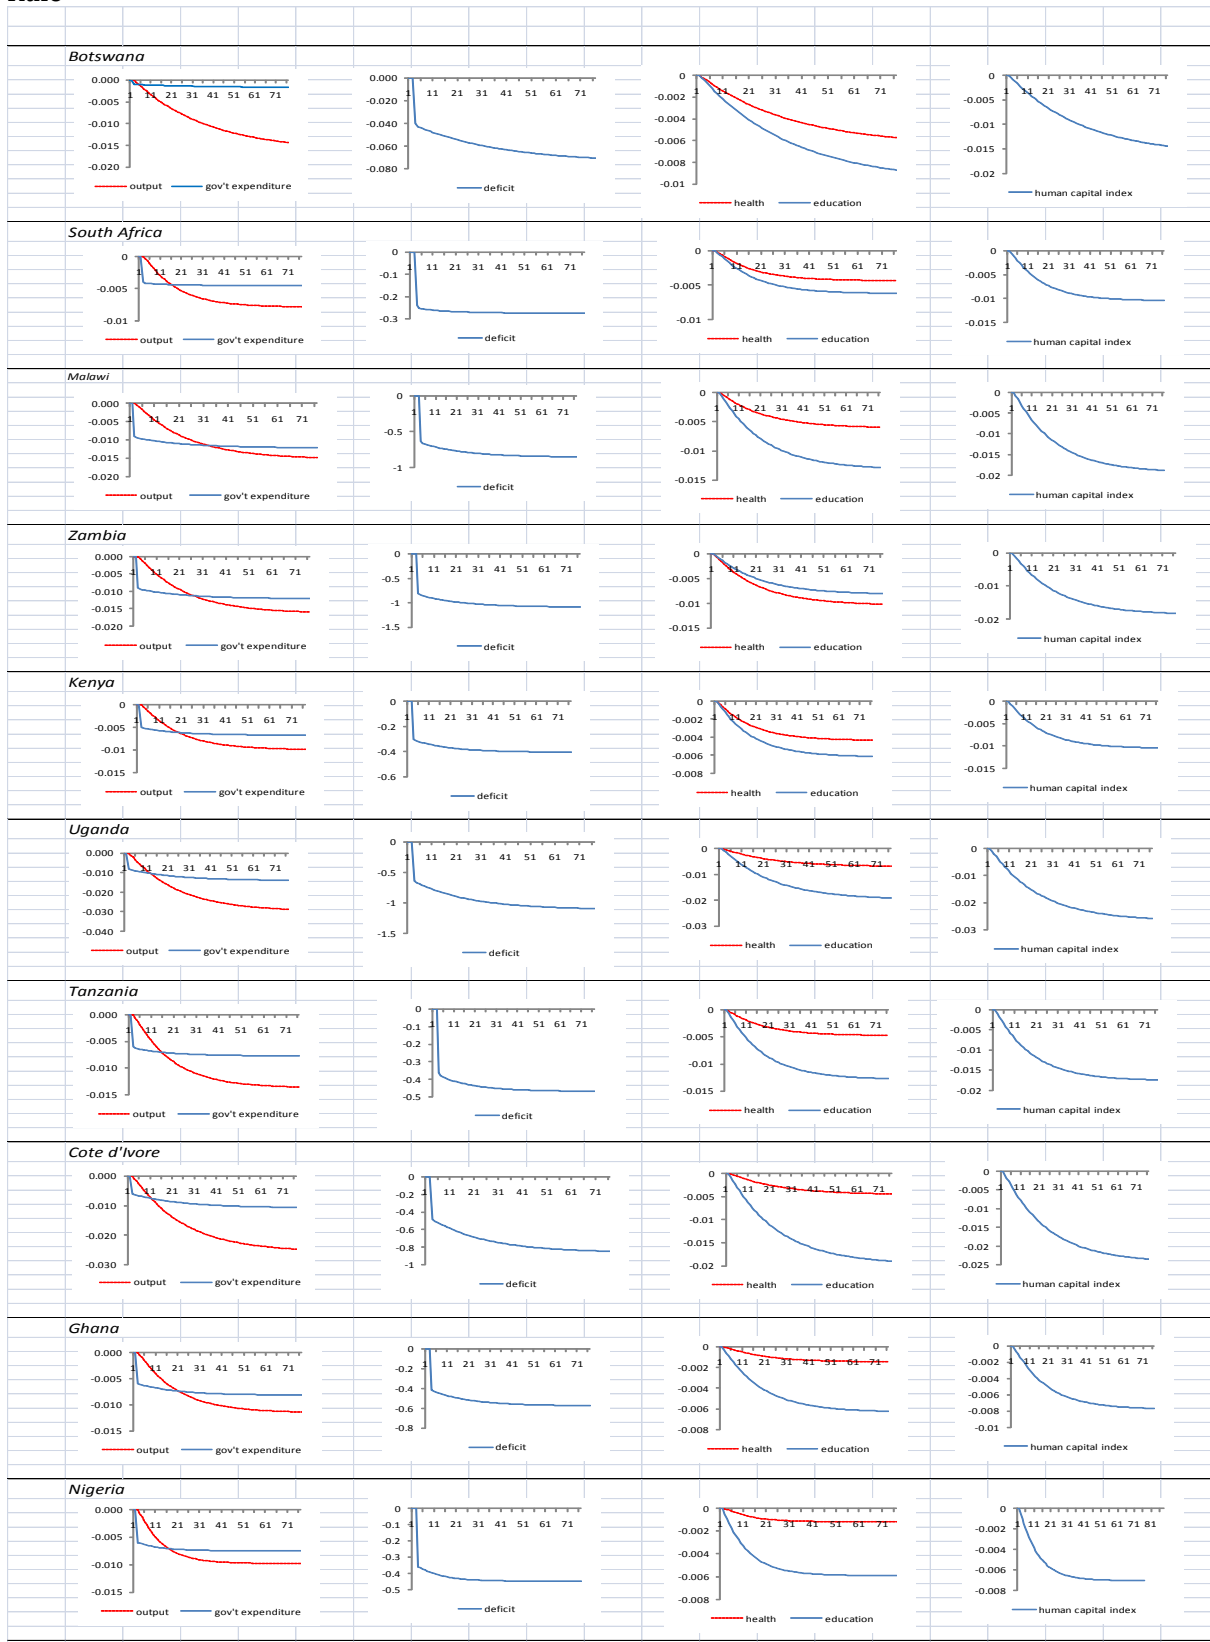 Botswana
0.000
-0.005
-0.010
-0.015
-0.020
1 11 21 31 41 51 61 71
output gov't expenditure
0.000
-0.020
-0.040
-0.060
-0.080
1 11 21 31 41 51 61 71
deficit
0
-0.002
-0.004
-0.006
-0.008
-0.01
1 11 21 31 41 51 61 71
health education
0
-0.005
-0.01
-0.015
-0.02
1 11 21 31 41 51 61 71
human capital index
South Africa
0
-0.005
-0.01
1 11 21 31 41 51 61 71
output gov't expenditure
0
-0.1
-0.2
-0.3
1 11 21 31 41 51 61 71
deficit
0
-0.005
-0.01
1 11 21 31 41 51 61 71
health education
0
-0.005
-0.01
-0.015
1 11 21 31 41 51 61 71
human capital index
Malawi
0.000
-0.005
-0.010
-0.015
-0.020
1 11 21 31 41 51 61 71
output gov't expenditure
0
-0.5
-1
1 11 21 31 41 51 61 71
deficit
0
-0.005
-0.01
-0.015
1 11 21 31 41 51 61 71
health education
0
-0.005
-0.01
-0.015
-0.02
1 11 21 31 41 51 61 71
human capital index
Zambia
0.000
-0.005
-0.010
-0.015
-0.020
1 11 21 31 41 51 61 71
output gov't expenditure
0
-0.5
-1
-1.5
1 11 21 31 41 51 61 71
deficit
0
-0.005
-0.01
-0.015
1 11 21 31 41 51 61 71
health education
0
-0.01
-0.02
1 11 21 31 41 51 61 71
human capital index
Kenya
0
-0.005
-0.01
-0.015
1 11 21 31 41 51 61 71
output gov't expenditure
0
-0.2
-0.4
-0.6
1 11 21 31 41 51 61 71
deficit
0
-0.002
-0.004
-0.006
-0.008
1 11 21 31 41 51 61 71
health education
0
-0.005
-0.01
-0.015
1 11 21 31 41 51 61 71
human capital index
Uganda
0.000
-0.010
-0.020
-0.030
-0.040
1 11 21 31 41 51 61 71
output gov't expenditure
0
-0.5
-1
-1.5
1 11 21 31 41 51 61 71
deficit
0
-0.01
-0.02
-0.03
1 11 21 31 41 51 61 71
health education
0
-0.01
-0.02
-0.03
1 11 21 31 41 51 61 71
human capital index
Tanzania
0.000
-0.005
-0.010
-0.015
1 11 21 31 41 51 61 71
output gov't expenditure
0
-0.1
-0.2
-0.3
-0.4
-0.5
1 11 21 31 41 51 61 71
deficit
0
-0.005
-0.01
-0.015
1 11 21 31 41 51 61 71
health education
0
-0.005
-0.01
-0.015
-0.02
1 11 21 31 41 51 61 71
human capital index
Cote d'Ivore
0.000
-0.010
-0.020
-0.030
1 11 21 31 41 51 61 71
output gov't expenditure
0
-0.2
-0.4
-0.6
-0.8
-1
1 11 21 31 41 51 61 71
deficit
0
-0.005
-0.01
-0.015
-0.02
1 11 21 31 41 51 61 71
health education
0
-0.005
-0.01
-0.015
-0.02
-0.025
1 11 21 31 41 51 61 71
human capital index
Ghana
0.000
-0.005
-0.010
-0.015
1 11 21 31 41 51 61 71
output gov't expenditure
0
-0.2
-0.4
-0.6
-0.8
1 11 21 31 41 51 61 71
deficit
0
-0.002
-0.004
-0.006
-0.008
1 11 21 31 41 51 61 71
health education
0
-0.002
-0.004
-0.006
-0.008
-0.01
1 11 21 31 41 51 61 71
human capital index
Nigeria
0.000
-0.005
-0.010
-0.015
1 11 21 31 41 51 61 71
output gov't expenditure
0
-0.1
-0.2
-0.3
-0.4
-0.5
1 11 21 31 41 51 61 71
deficit
0
-0.002
-0.004
-0.006
-0.008
1 11 21 31 41 51 61 71
health education
0
-0.002
-0.004
-0.006
-0.008
1 11 21 31 41 51 61 71 81
human capital index